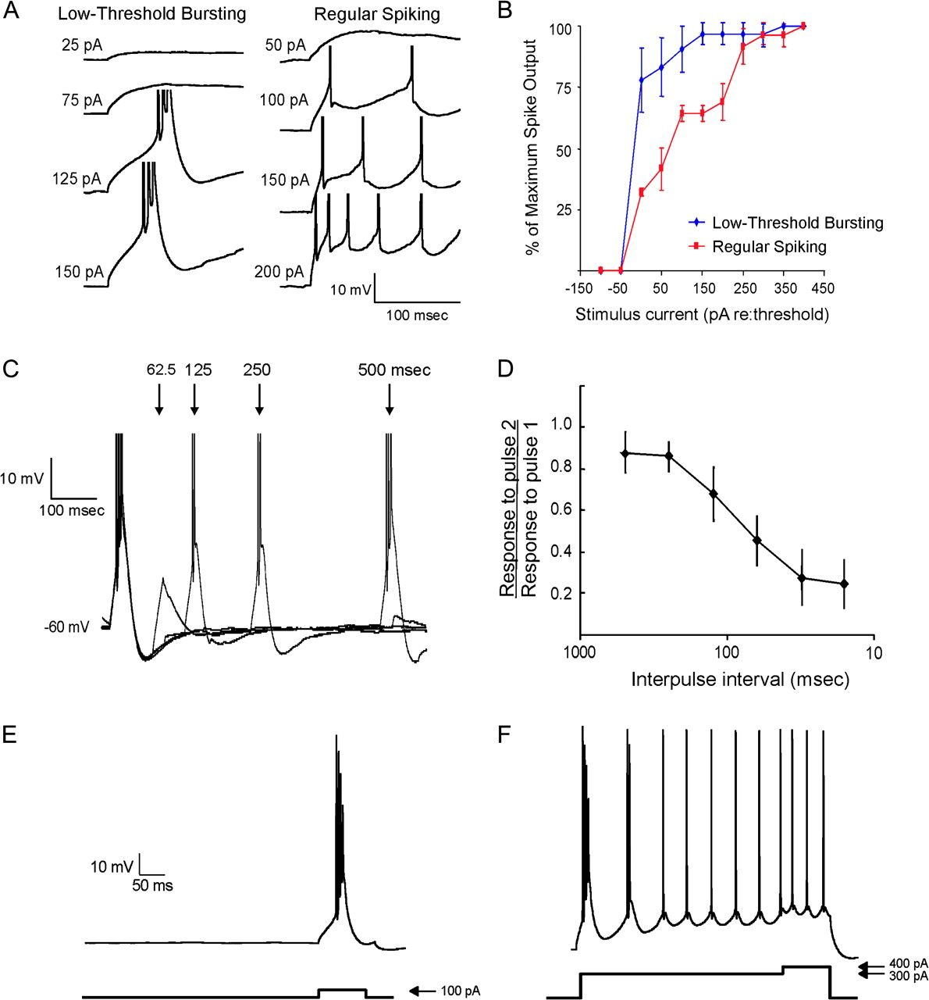 A
Low-Threshold Bursting
Regular Spiking
25 pA
75 pA
125 pA
150 pA
50 pA
100 pA
150 pA
200 pA
10 mV
100 msec
B
% of Maximum Spike Output
100
75
50
25
-150
-50
50
150
250
350
450
Stimulus current (pA re:threshold)
Low-Threshold Bursting
Regular Spiking
C
62.5
125
250
500 msec
10 mV
100 msec
-60 mV
D
Response to pulse 2
Response to pulse 1
1.0
0.8
0.6
0.4
0.2
1000
100
10
Interpulse interval (msec)
E
10 mV
50 ms
100 pA
F
400 pA
300 pA